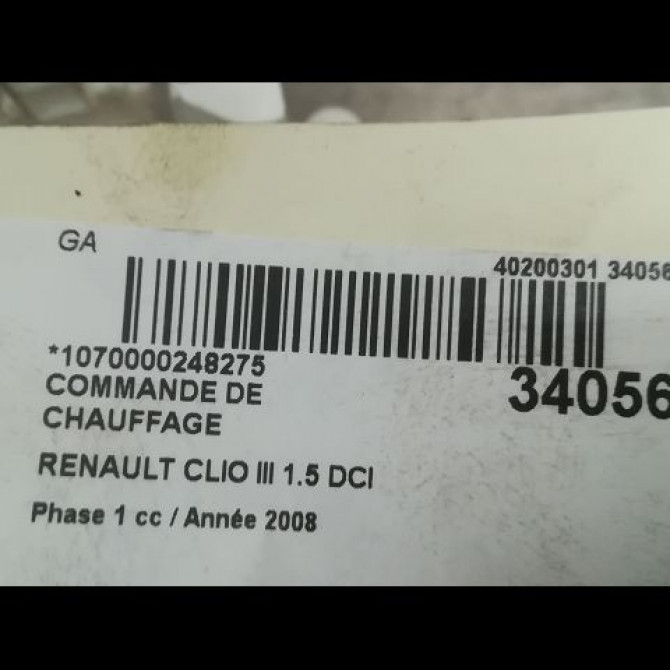 GA
40200301 34056
*1070000248275
34056
COMMANDE DE
CHAUFFAGE
RENAULT CLIO III 1.5 DCI
Phase 1 cc / Année 2008